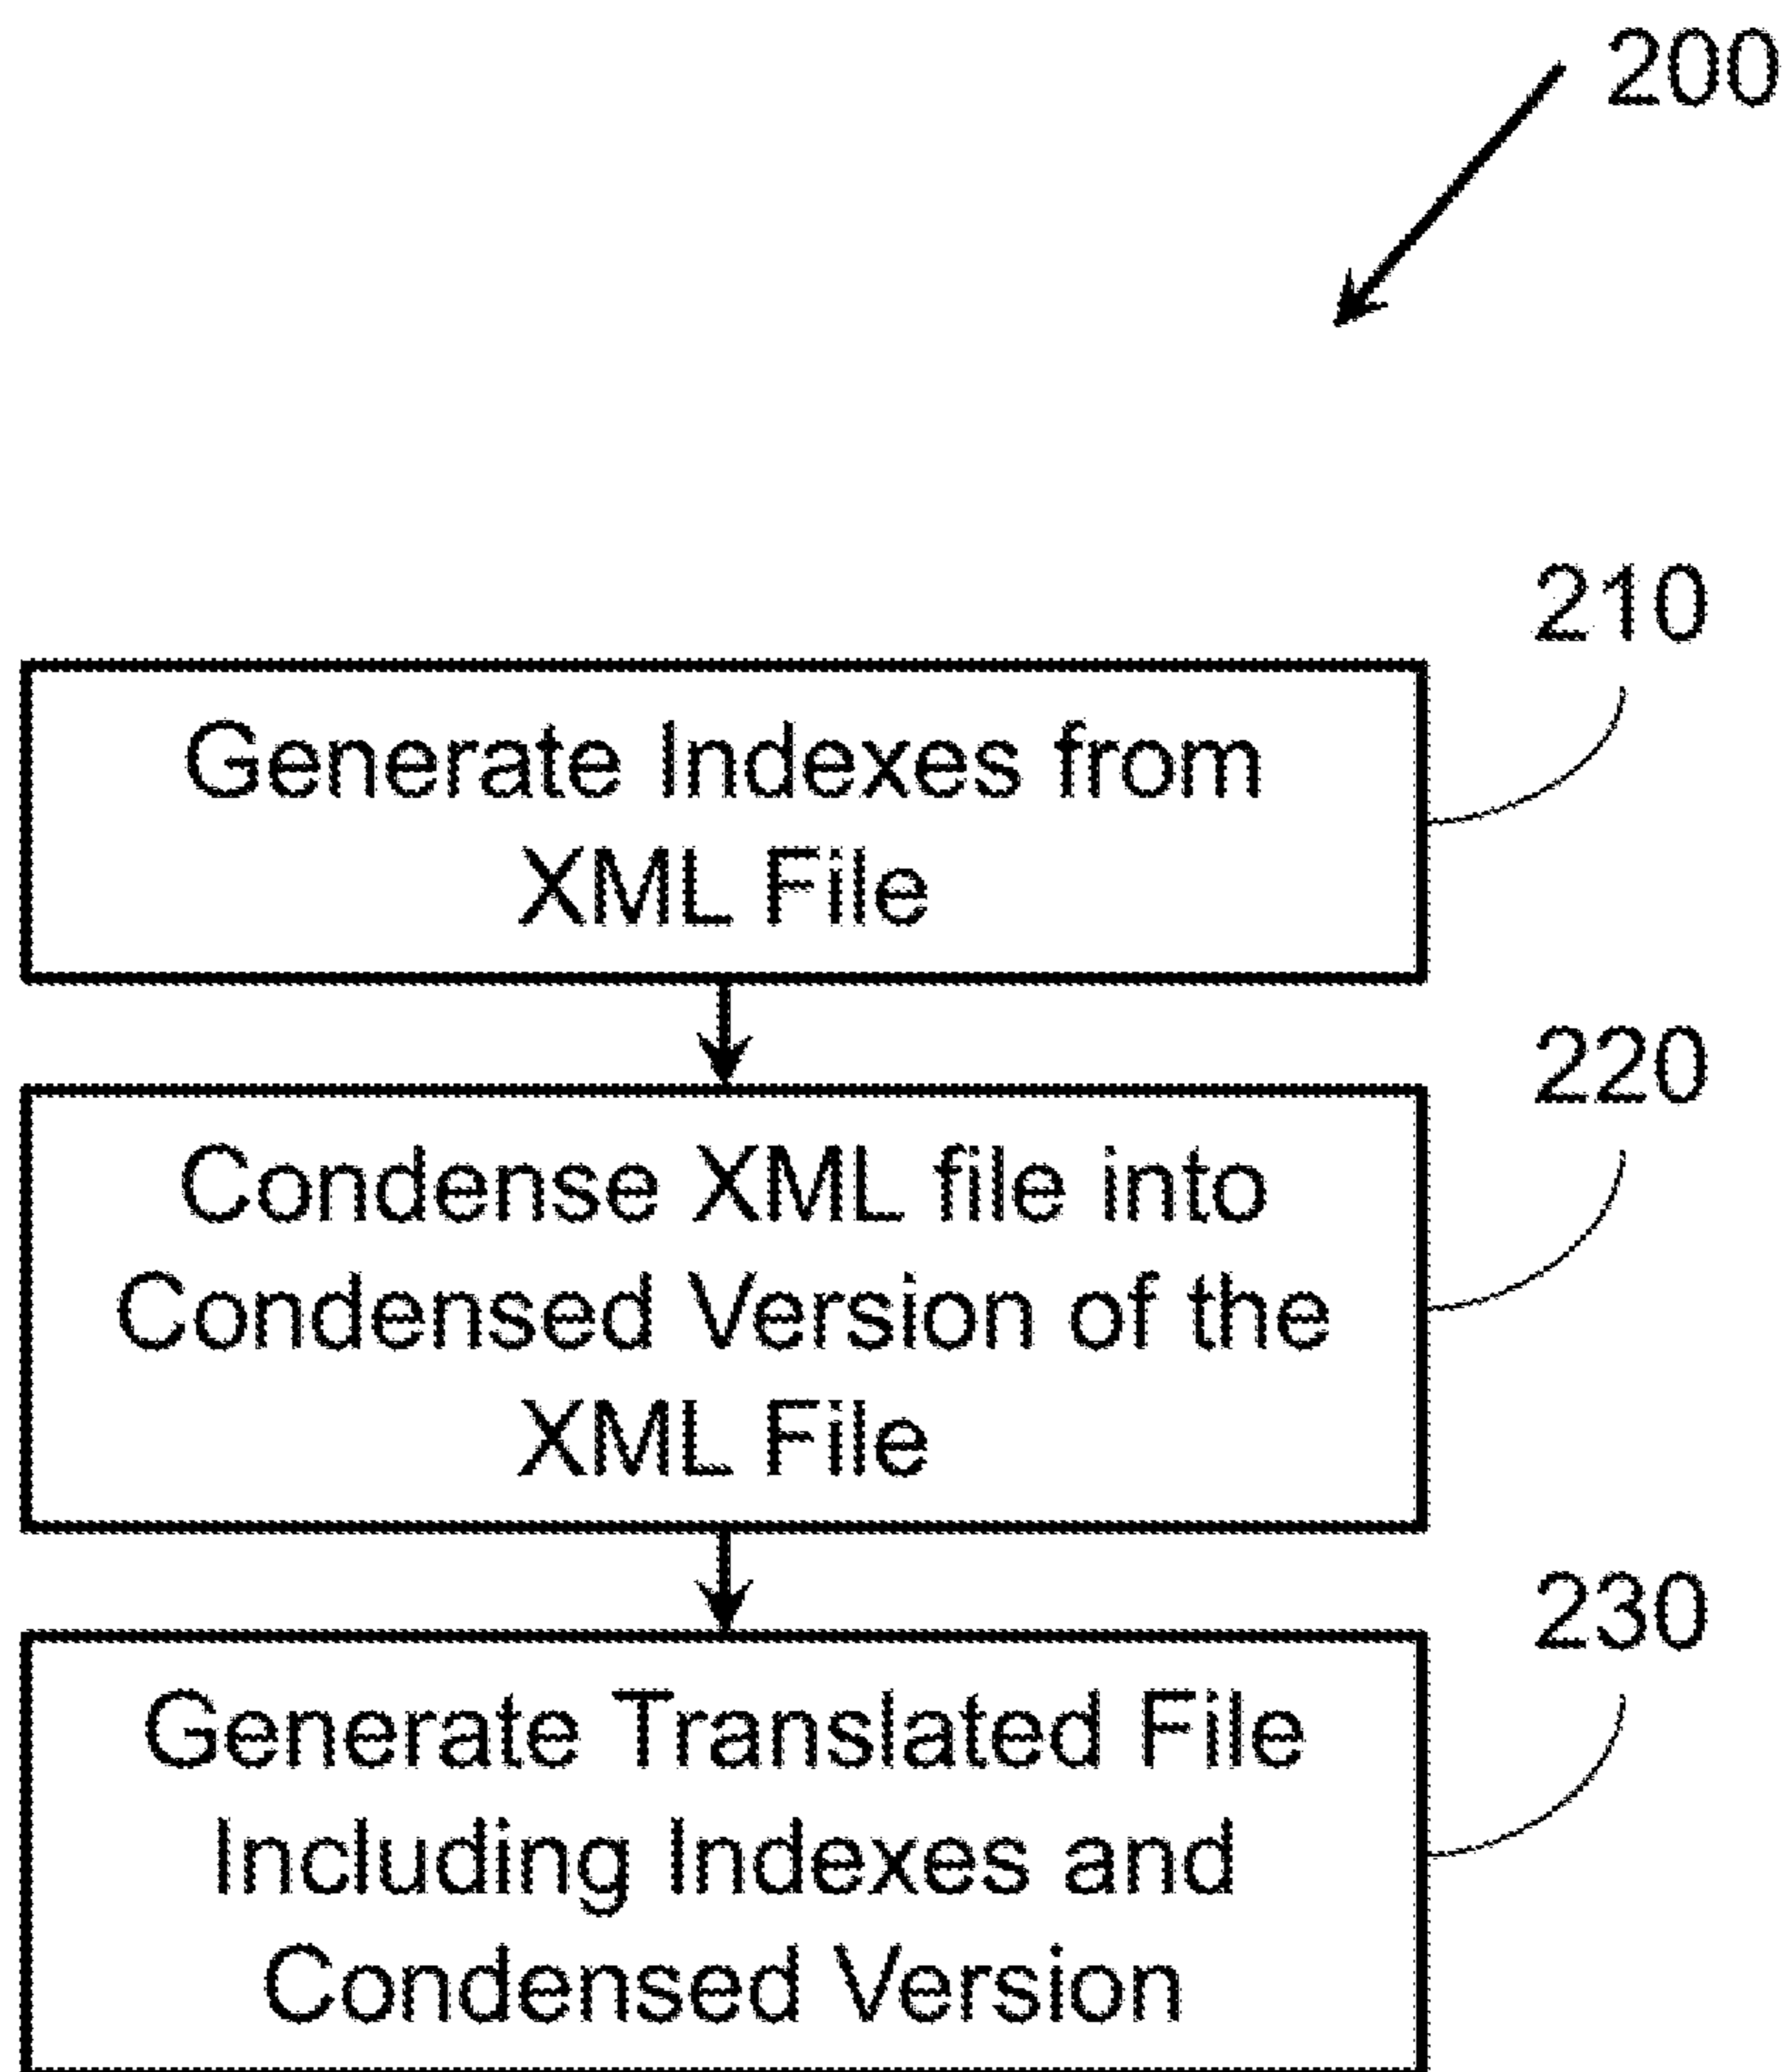 200
210
Generate Indexes from
XML File
220
Condense XML file into
Condensed Version of the
XML File
230
Generate Translated File
Including Indexes and
Condensed Version